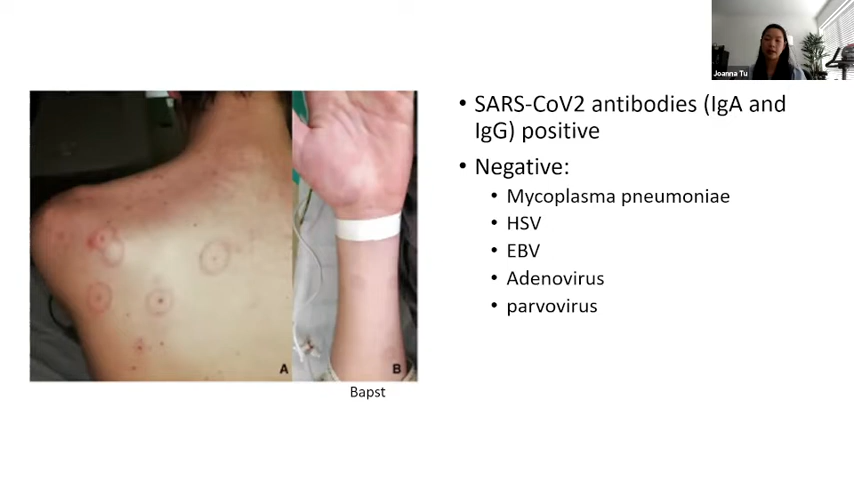 Joanna Tu
• SARS-CoV2 antibodies (IgA and
IgG) positive
• Negative:
• Mycoplasma pneumoniae
• HSV
• EBV
• Adenovirus
• parvovirus
A
B
Bapst